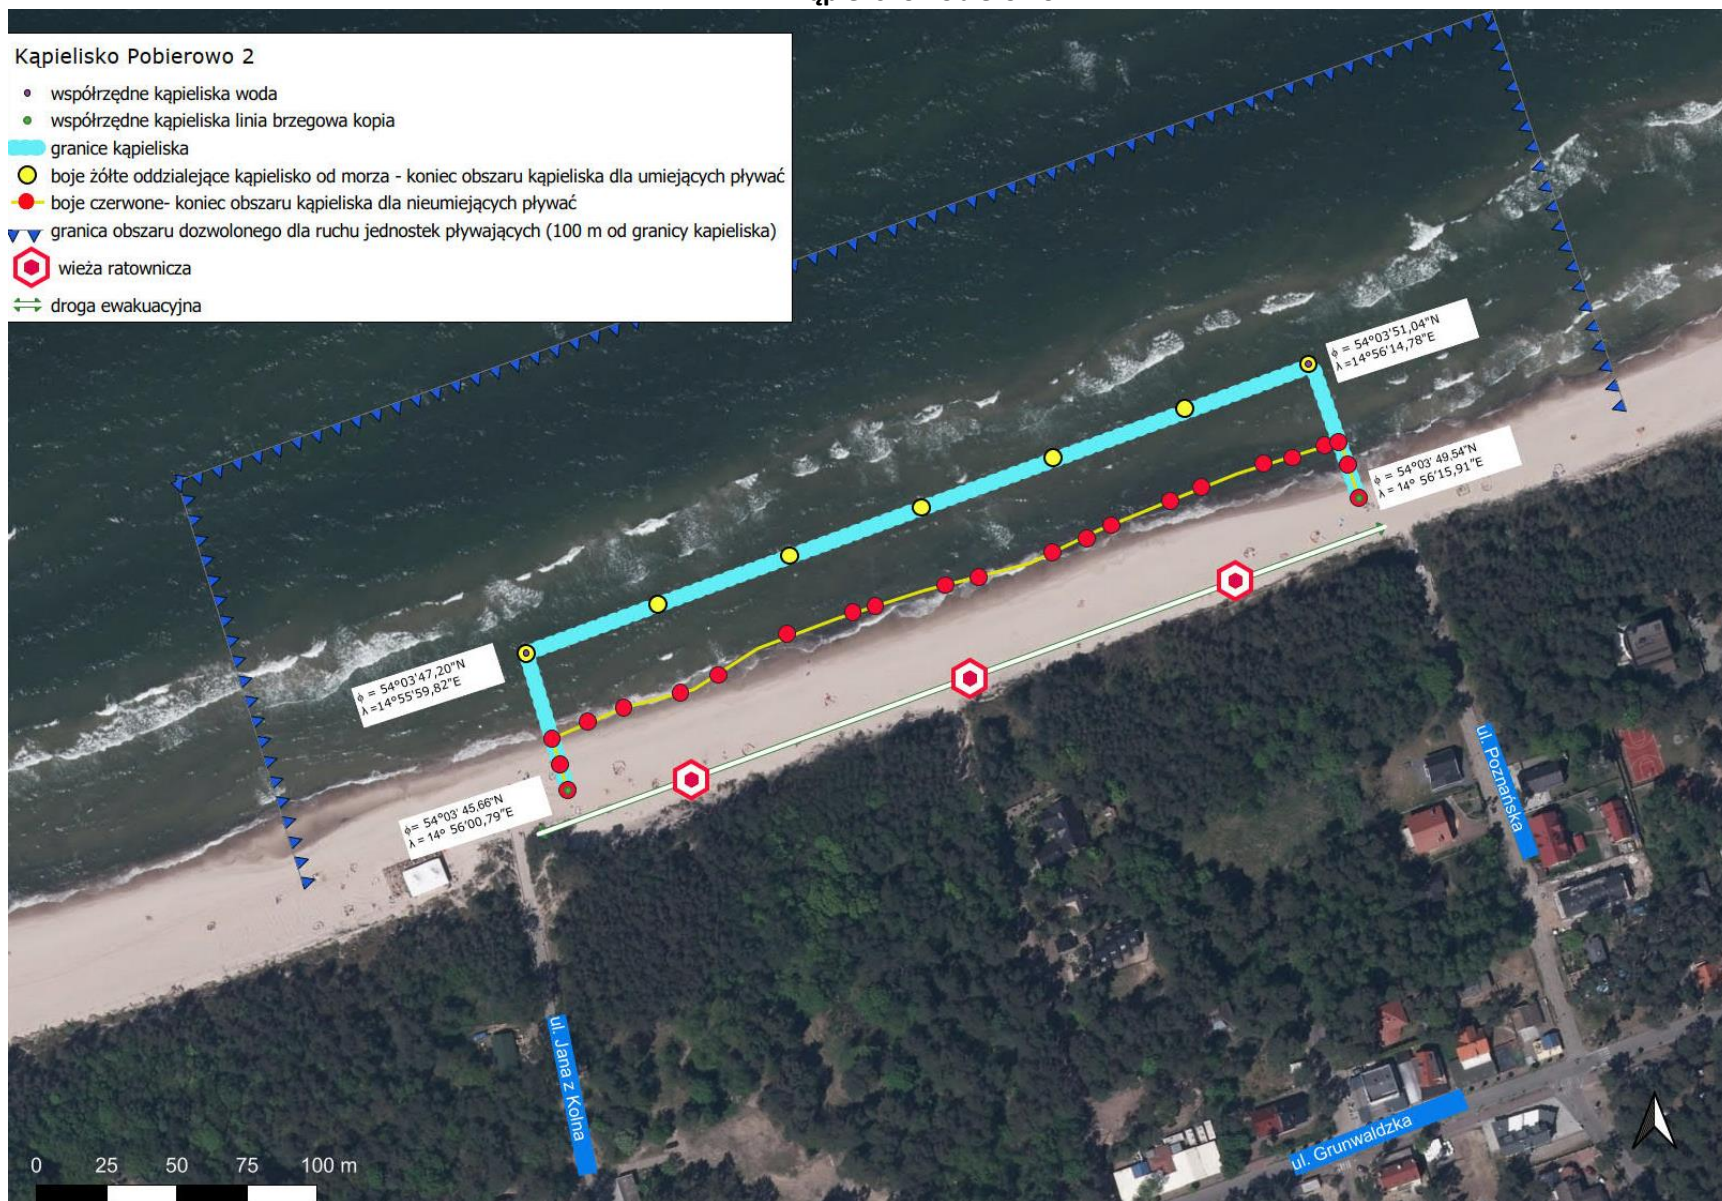 Kąpielisko Pobierowo 2
współrzędne kąpieliska woda
współrzędne kąpieliska linia brzegowa kopia
granice kąpieliska
boje żółte oddzialejące kąpielisko od morza - koniec obszaru kąpieliska dla umiejących pływać
boje czerwone- koniec obszaru kąpieliska dla nieumiejących pływać
granica obszaru dozwolonego dla ruchu jednostek pływających (100 m od granicy kapieliska)
wieża ratownicza
droga ewakuacyjna
ϕ = 54°03'51,04"N
λ =14°56'14,78"E
ϕ = 54°03' 49,54"N
λ = 14° 56'15,91"E
ϕ = 54°03'47,20"N
λ =14°55'59,82"E
ϕ= 54°03' 45,66"N
λ = 14° 56'00,79"E
ul. Poznańska
ul. Jana z Kolna
ul. Grunwaldzka
0 25 50 75 100 m